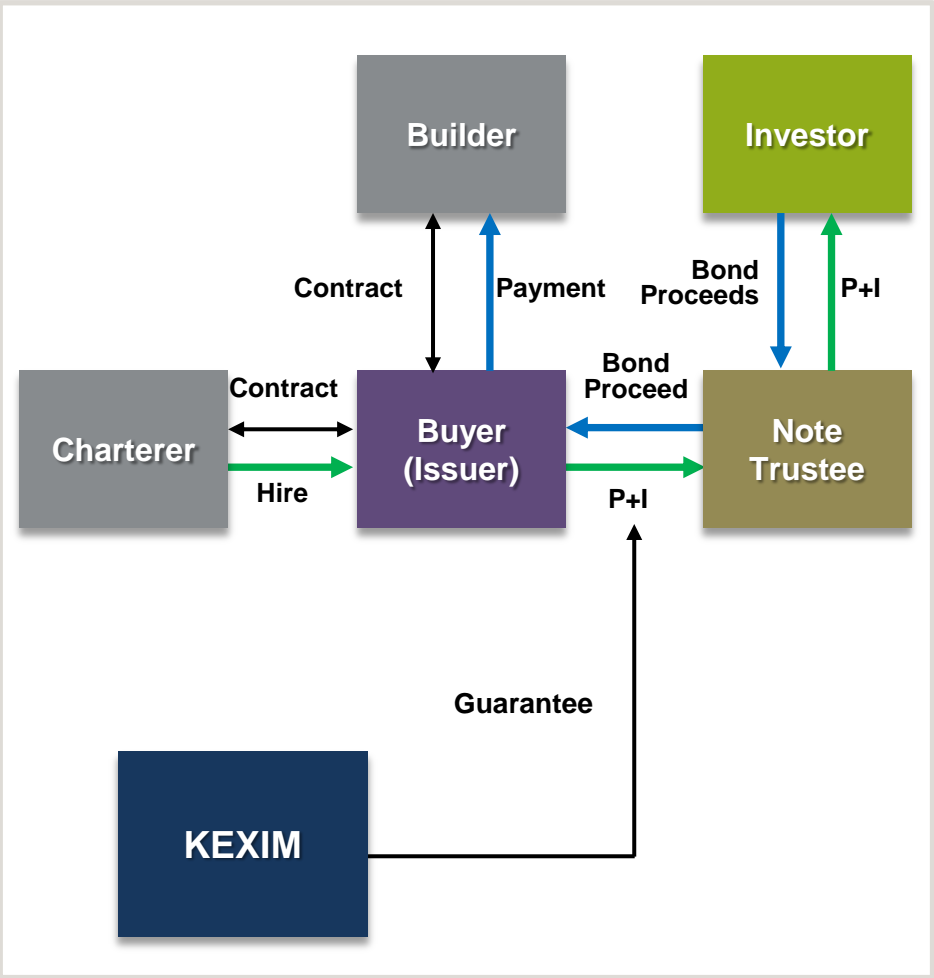 Builder
Investor
Contract
Payment
Bond
Proceeds
P+I
Charterer
Contract
Hire
Buyer
(Issuer)
Bond
Proceed
P+I
Note
Trustee
Guarantee
KEXIM